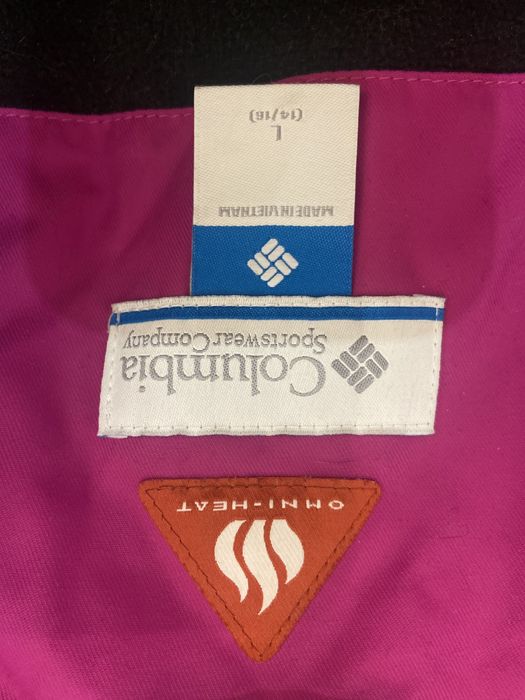 Columbia
Sportswear Company
MADE IN VIETNAM
L
(14/16)
OMNI-HEAT